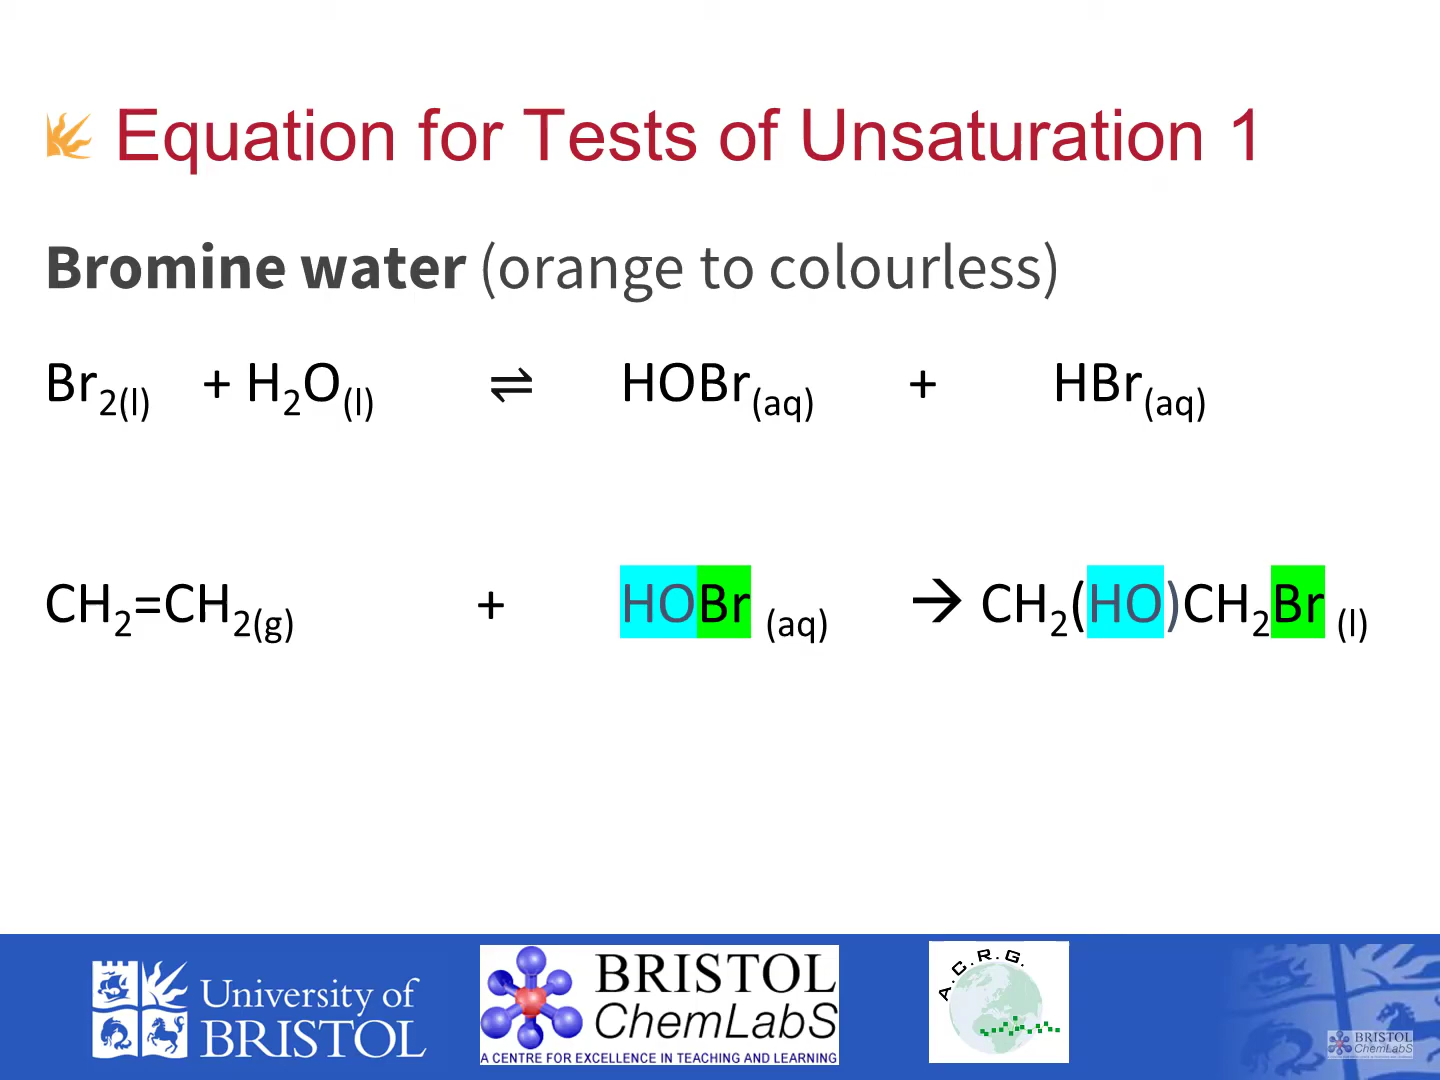 Equation for Tests of Unsaturation 1
Bromine water (orange to colourless)
Br2(l) + H2O(l) ⇌ HOBr(aq) + HBr(aq)
CH2=CH2(g) + HOBr (aq) → CH2(HO)CH2Br (l)
University of
BRISTOL
BRISTOL
ChemLabS
A CENTRE FOR EXCELLENCE IN TEACHING AND LEARNING
A.C.R.G.
BRISTOL
ChemLabS